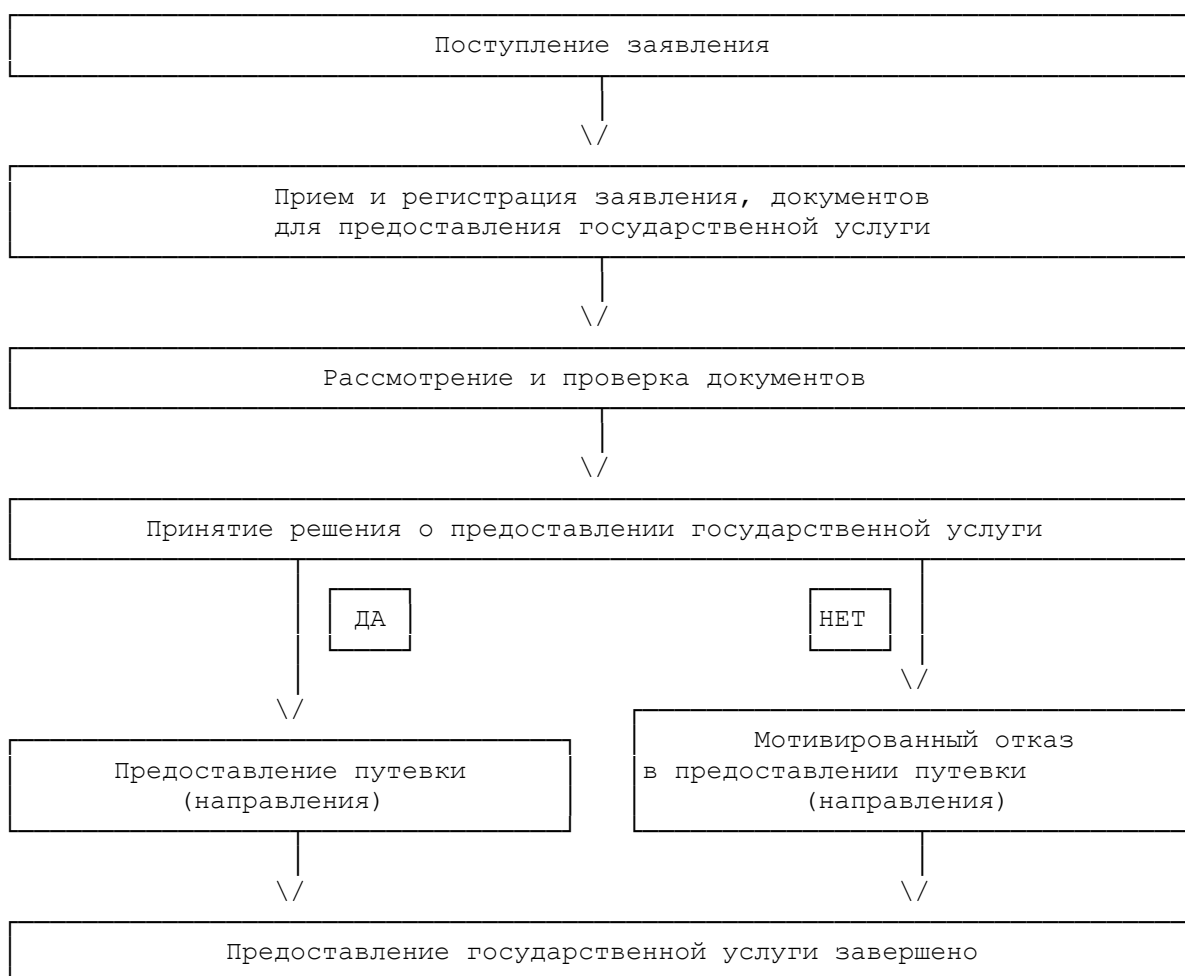 Поступление заявления
Прием и регистрация заявления, документов
для предоставления государственной услуги
Рассмотрение и проверка документов
Принятие решения о предоставлении государственной услуги
ДА
НЕТ
Предоставление путевки
(направления)
Мотивированный отказ
в предоставлении путевки
(направления)
Предоставление государственной услуги завершено